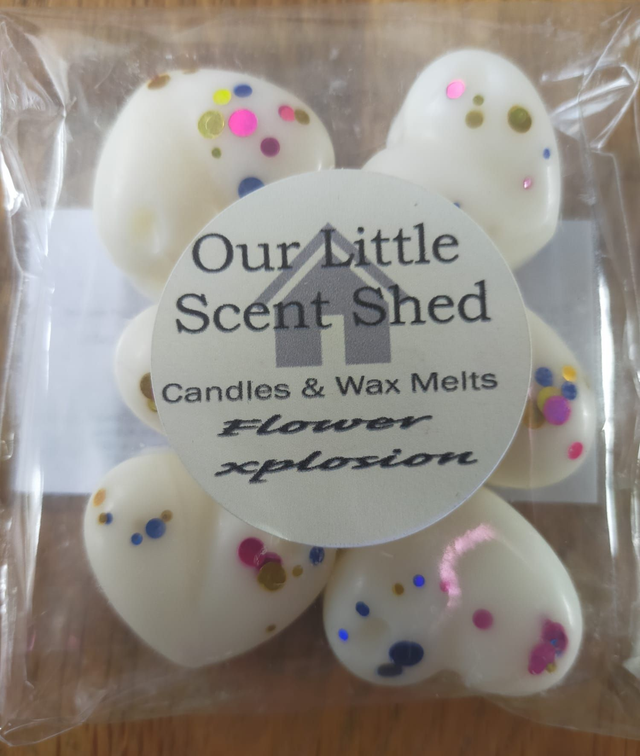 Our Little
Scent Shed
Candles & Wax Melts
Flower
xplosion